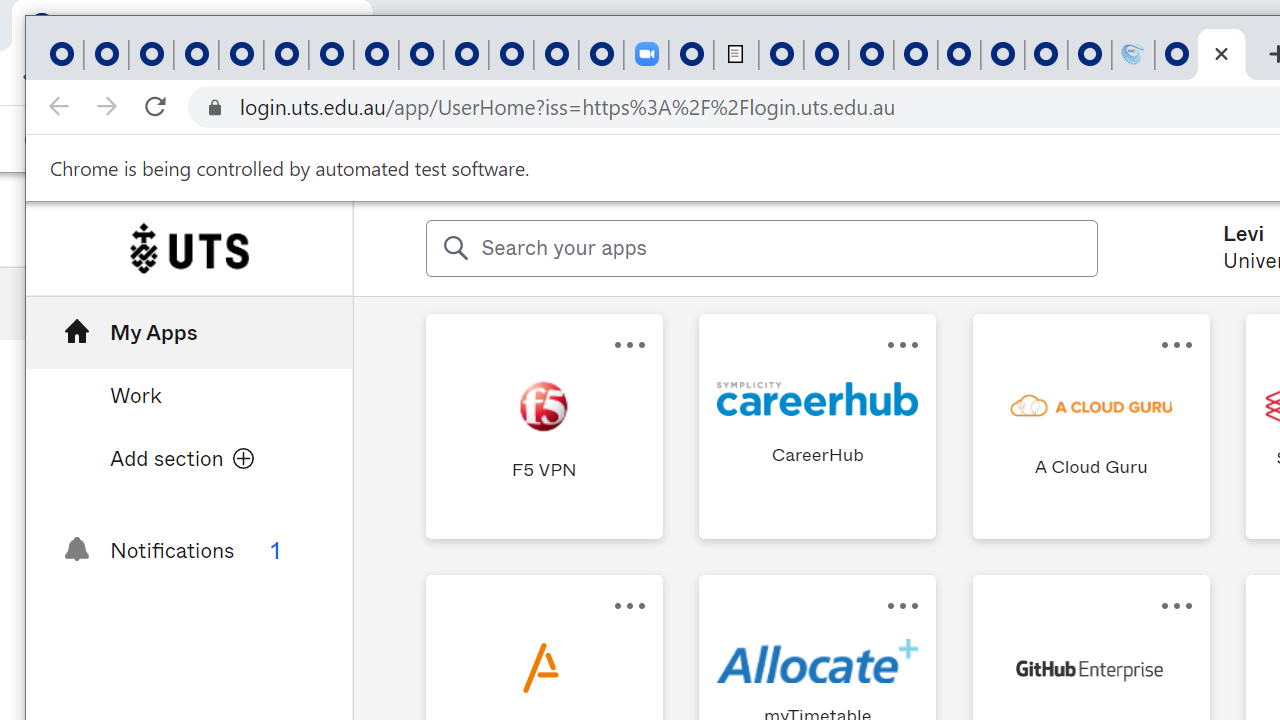 login.uts.edu.au/app/UserHome?iss=https%3A%2F%2Flogin.uts.edu.au
Chrome is being controlled by automated test software.
UTS
Search your apps
Levi
Univer
My Apps
Work
Add section
Notifications 1
f5
F5 VPN
SYMPLICITY
careerhub
CareerHub
A CLOUD GURU
A Cloud Guru
Allocate+
myTimetable
GitHub Enterprise